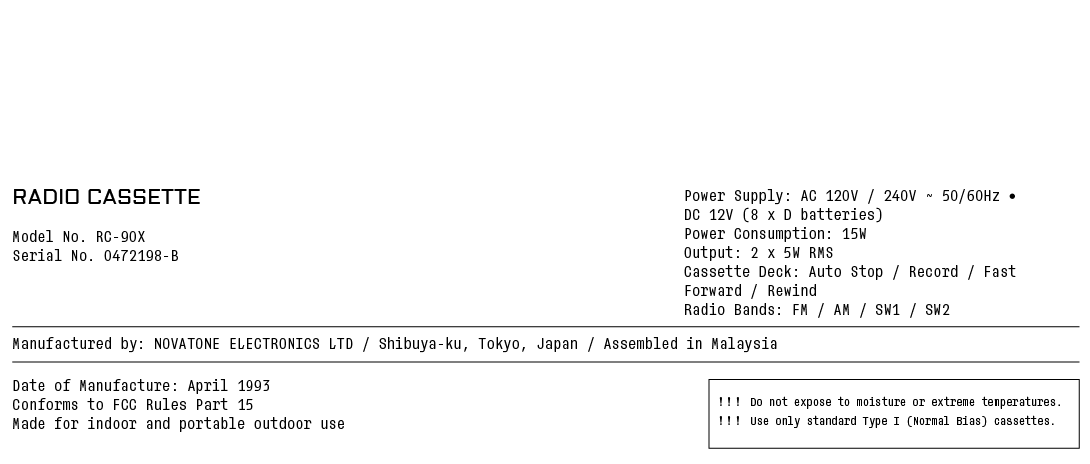 RADIO CASSETTE
Model No. RC-90X
Serial No. 0472198-B
Power Supply: AC 120V / 240V ~ 50/60Hz •
DC 12V (8 x D batteries)
Power Consumption: 15W
Output: 2 x 5W RMS
Cassette Deck: Auto Stop / Record / Fast
Forward / Rewind
Radio Bands: FM / AM / SW1 / SW2
Manufactured by: NOVATONE ELECTRONICS LTD / Shibuya-ku, Tokyo, Japan / Assembled in Malaysia
Date of Manufacture: April 1993
Conforms to FCC Rules Part 15
Made for indoor and portable outdoor use
!!! Do not expose to moisture or extreme temperatures.
!!! Use only standard Type I (Normal Bias) cassettes.